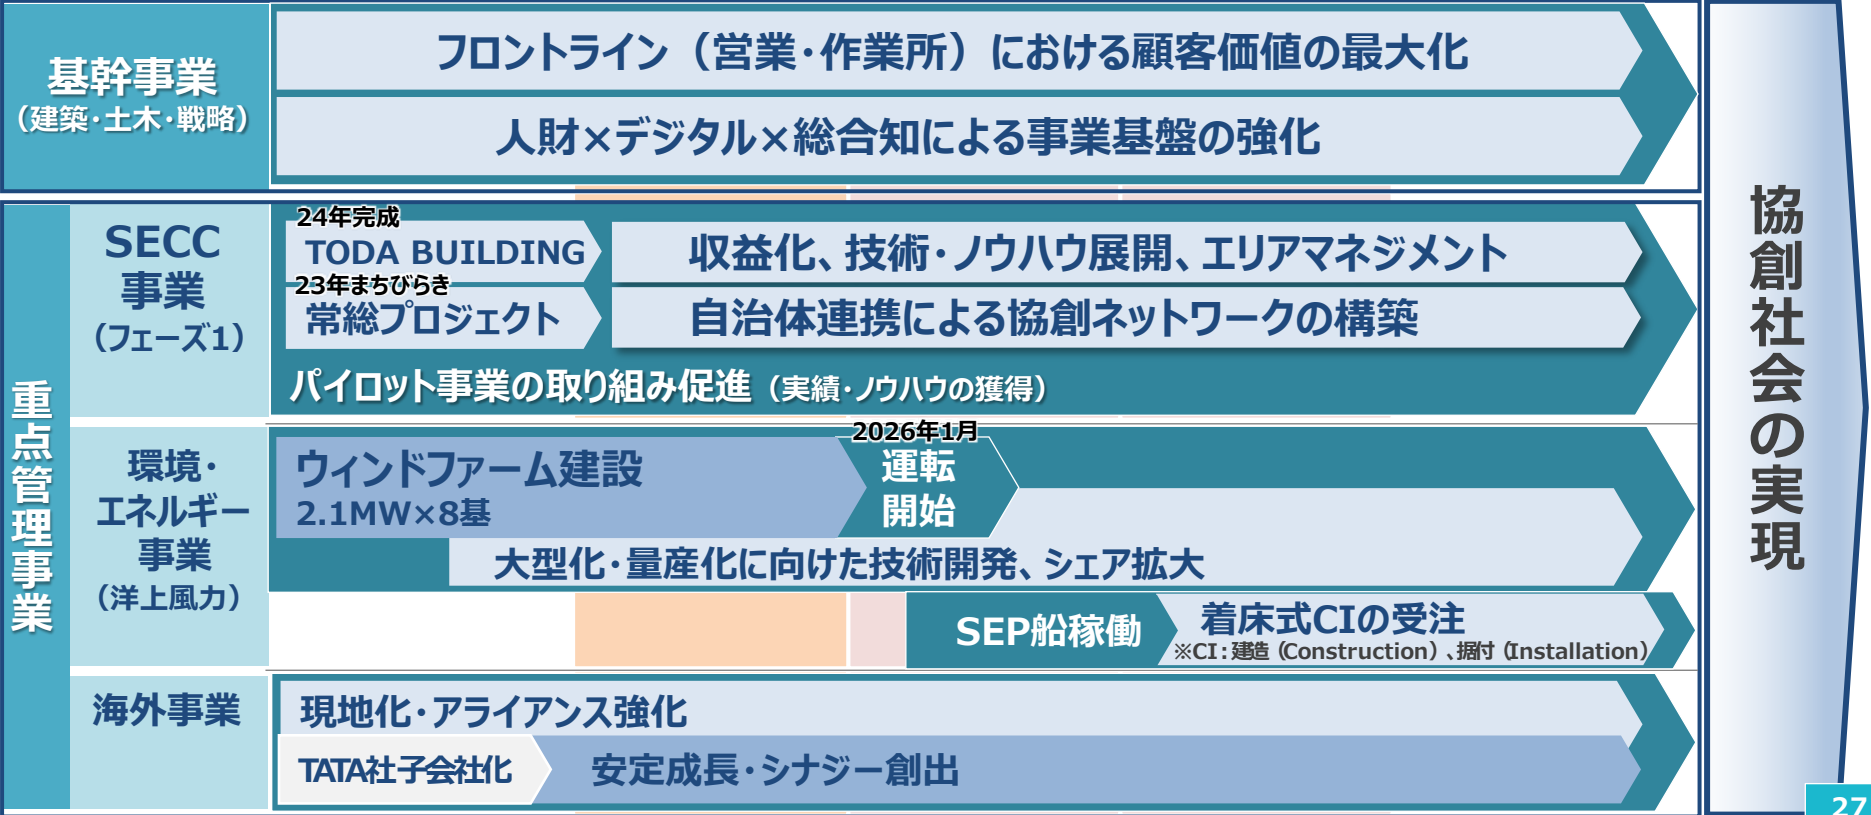 基幹事業
（建築･土木･戦略）
フロントライン（営業･作業所）における顧客価値の最大化
人財×デジタル×総合知による事業基盤の強化
重点管理事業
SECC
事業
（フェーズ1）
24年完成
TODA BUILDING
収益化、技術･ノウハウ展開、エリアマネジメント
23年まちびらき
常総プロジェクト
自治体連携による協創ネットワークの構築
パイロット事業の取り組み促進（実績･ノウハウの獲得）
環境･
エネルギー
事業
（洋上風力）
ウィンドファーム建設
2.1MW×8基
2026年1月
運転
開始
大型化･量産化に向けた技術開発、シェア拡大
SEP船稼働
着床式CIの受注
※CI：建造（Construction）、据付（Installation）
海外事業
現地化･アライアンス強化
TATA社子会社化
安定成長･シナジー創出
協創社会の実現
27